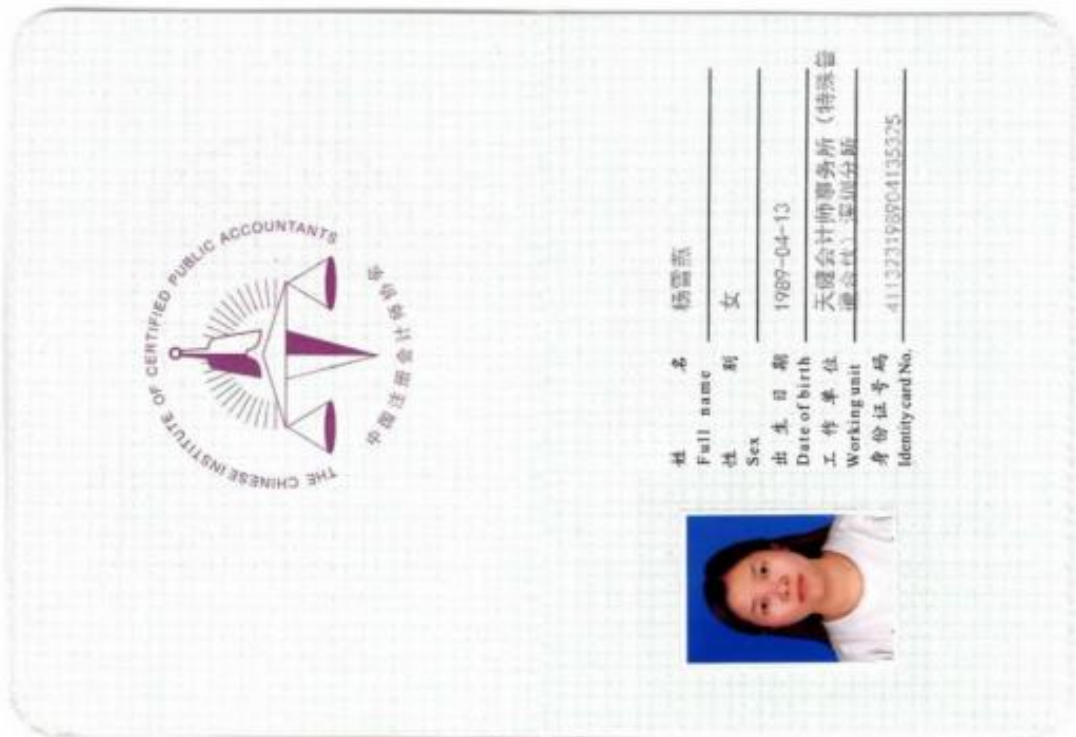 THE CHINESE INSTITUTE OF CERTIFIED PUBLIC ACCOUNTANTS
中国注册会计师协会
姓 名 杨雪燕
Full name
性 别 女
Sex
出生日期 1989-04-13
Date of birth
工作单位 天健会计师事务所(特殊普
通合伙)深圳分所
Working unit
身份证号码 411323198904135325
Identity card No.